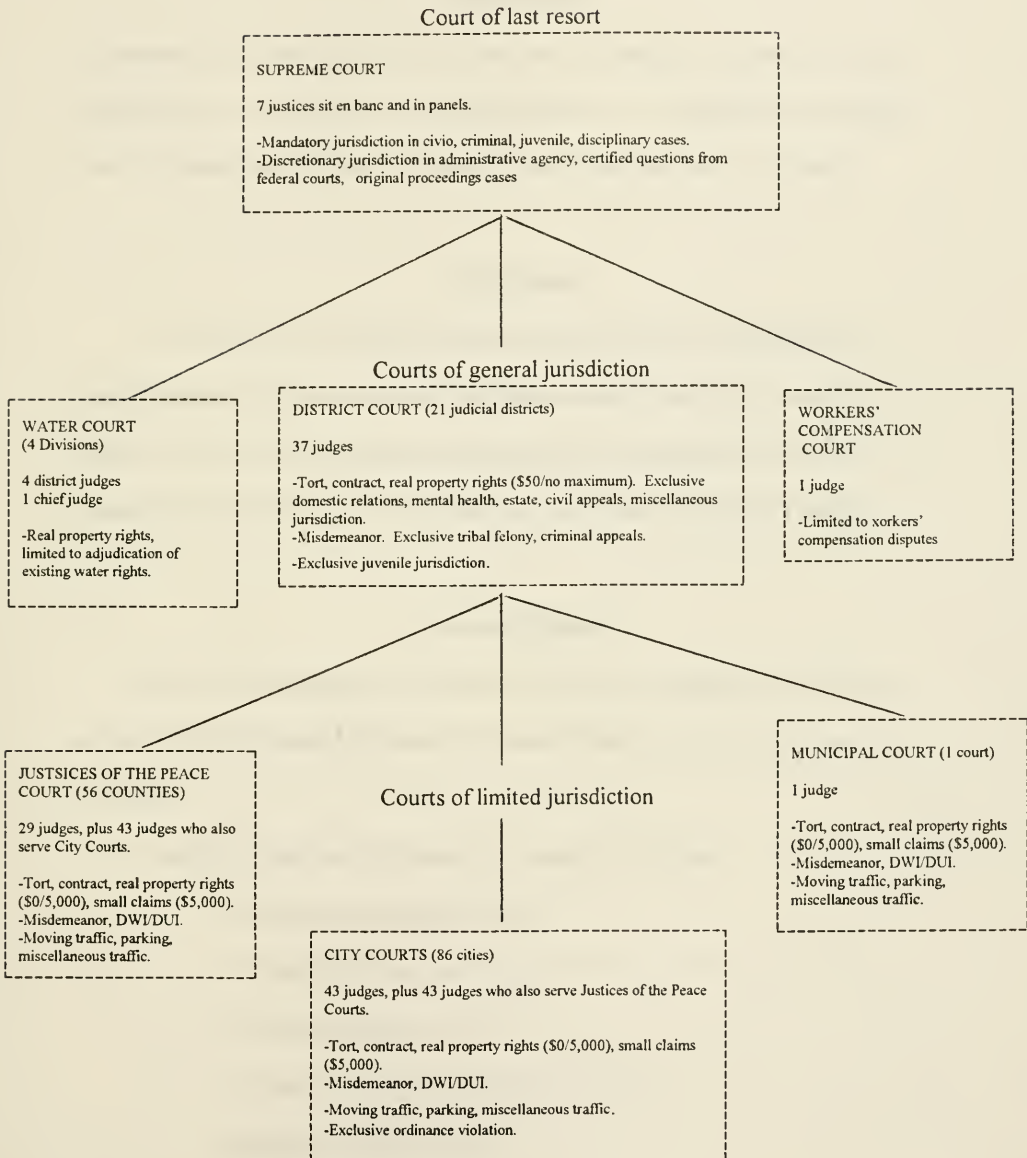 Court of last resort
SUPREME COURT
7 justices sit en banc and in panels.
-Mandatory jurisdiction in civio, criminal, juvenile, disciplinary cases.
-Discretionary jurisdiction in administrative agency, certified questions from
federal courts, original proceedings cases
Courts of general jurisdiction
WATER COURT
(4 Divisions)
4 district judges
1 chief judge
-Real property rights,
limited to adjudication of
existing water rights.
DISTRICT COURT (21 judicial districts)
37 judges
-Tort, contract, real property rights ($50/no maximum). Exclusive
domestic relations, mental health, estate, civil appeals, miscellaneous
jurisdiction.
-Misdemeanor. Exclusive tribal felony, criminal appeals.
-Exclusive juvenile jurisdiction.
WORKERS'
COMPENSATION
COURT
1 judge
-Limited to xorkers'
compensation disputes
JUSTSICES OF THE PEACE
COURT (56 COUNTIES)
29 judges, plus 43 judges who also
serve City Courts.
-Tort, contract, real property rights
($0/5,000), small claims ($5,000).
-Misdemeanor, DWI/DUI.
-Moving traffic, parking,
miscellaneous traffic.
Courts of limited jurisdiction
MUNICIPAL COURT (1 court)
1 judge
-Tort, contract, real property rights
($0/5,000), small claims ($5,000).
-Misdemeanor, DWI/DUI.
-Moving traffic, parking,
miscellaneous traffic.
CITY COURTS (86 cities)
43 judges, plus 43 judges who also serve Justices of the Peace
Courts.
-Tort, contract, real property rights ($0/5,000), small claims
($5,000).
-Misdemeanor, DWI/DUI.
-Moving traffic, parking, miscellaneous traffic.
-Exclusive ordinance violation.